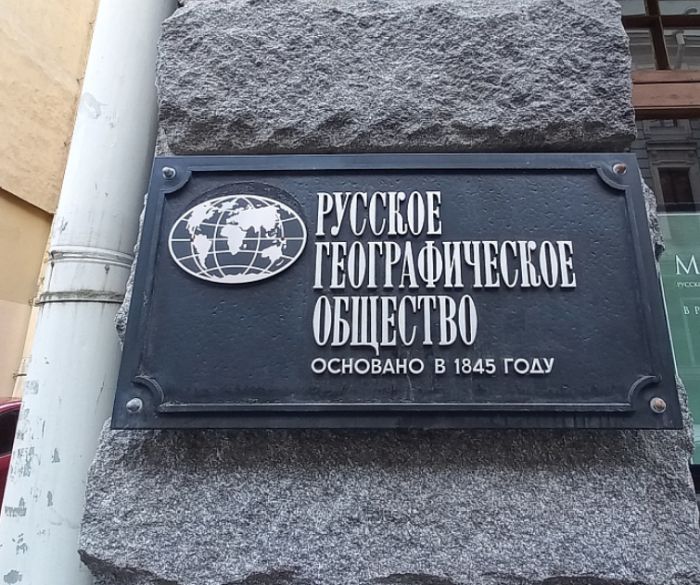 РУССКОЕ
ГЕОГРАФИЧЕСКОЕ
ОБЩЕСТВО
ОСНОВАНО В 1845 ГОДУ